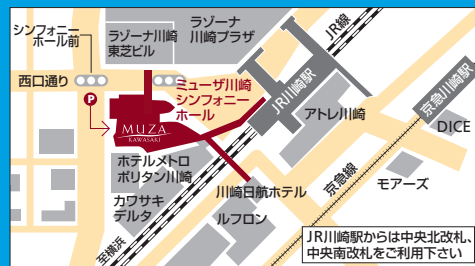 シンフォニー
ホール前
ラゾーナ川崎
東芝ビル
ラゾーナ
川崎プラザ
JR線
西口通り
P
ミューザ川崎
シンフォニー
ホール
MUZA
KAWASAKI
JR川崎駅
アトレ川崎
京急川崎駅
DICE
ホテルメトロ
ポリタン川崎
カワサキ
デルタ
川崎日航ホテル
ルフロン
京急線
モアーズ
至横浜
JR川崎駅からは中央北改札、
中央南改札をご利用下さい